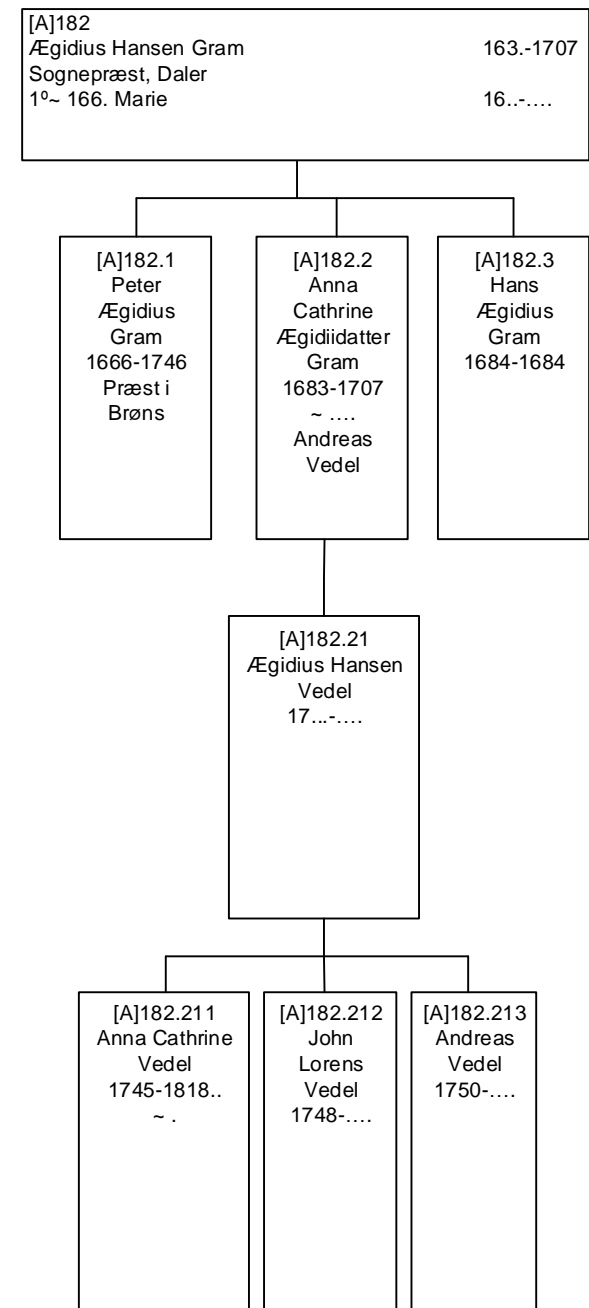 [A]182
Ægidius Hansen Gram 163.-1707
Sognepræst, Daler
1º~ 166. Marie 16..-....
[A]182.1
Peter
Ægidius
Gram
1666-1746
Præst i
Brøns
[A]182.2
Anna
Cathrine
Ægidiidatter
Gram
1683-1707
~ ....
Andreas
Vedel
[A]182.3
Hans
Ægidius
Gram
1684-1684
[A]182.21
Ægidius Hansen
Vedel
17...-....
[A]182.211
Anna Cathrine
Vedel
1745-1818..
~ .
[A]182.212
John
Lorens
Vedel
1748-....
[A]182.213
Andreas
Vedel
1750-....